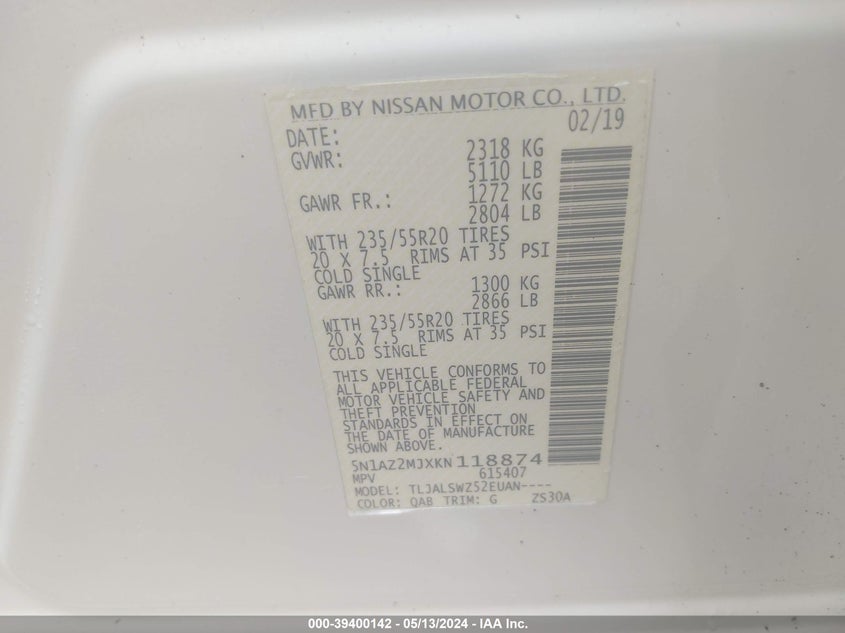 MFD BY NISSAN MOTOR CO., LTD.
DATE: 02/19
GVWR: 2318 KG
5110 LB
GAWR FR.: 1272 KG
2804 LB
WITH 235/55R20 TIRES
20 X 7.5 RIMS AT 35 PSI
COLD SINGLE
GAWR RR.: 1300 KG
2866 LB
WITH 235/55R20 TIRES
20 X 7.5 RIMS AT 35 PSI
COLD SINGLE
THIS VEHICLE CONFORMS TO
ALL APPLICABLE FEDERAL
MOTOR VEHICLE SAFETY AND
THEFT PREVENTION
STANDARDS IN EFFECT ON
THE DATE OF MANUFACTURE
SHOWN ABOVE.
5N1AZ2MJXKN118874
MPV 615407
MODEL: TLJALSWZ52EUAN----
COLOR: QAB TRIM: G ZS30A
000-39400142 - 05/13/2024 - IAA Inc.